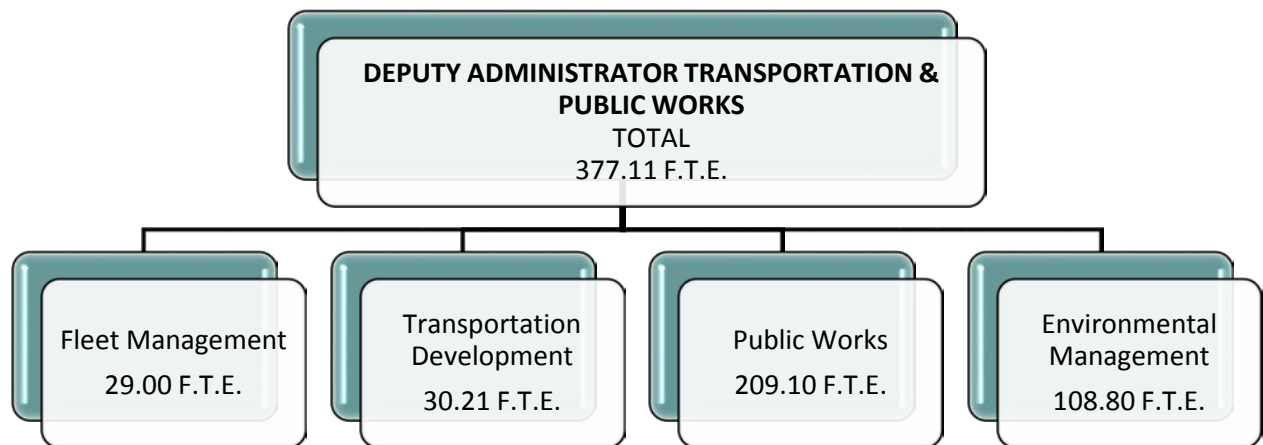 DEPUTY ADMINISTRATOR TRANSPORTATION &
PUBLIC WORKS
TOTAL
377.11 F.T.E.
Fleet Management
29.00 F.T.E.
Transportation
Development
30.21 F.T.E.
Public Works
209.10 F.T.E.
Environmental
Management
108.80 F.T.E.